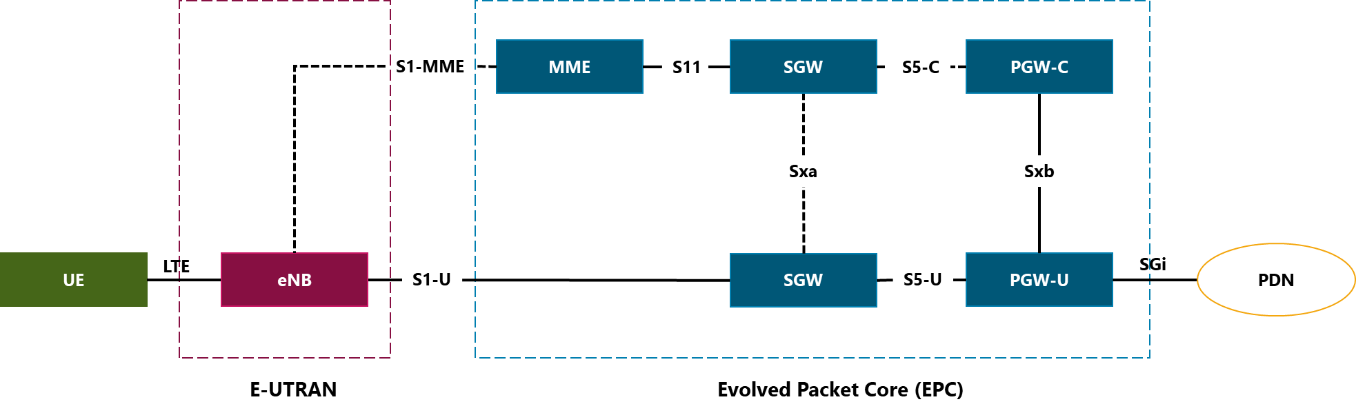 S1-MME
MME
S11
SGW
S5-C
PGW-C
Sxa
Sxb
UE
LTE
eNB
S1-U
SGW
S5-U
PGW-U
SGi
PDN
E-UTRAN
Evolved Packet Core (EPC)